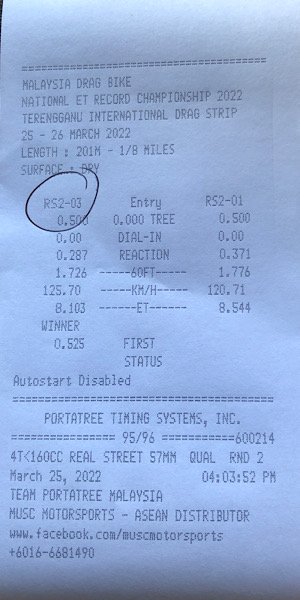 ================================================
MALAYSIA DRAG BIKE
NATIONAL ET RECORD CHAMPIONSHIP 2022
TERENGGANU INTERNATIONAL DRAG STRIP
25 - 26 MARCH 2022
LENGTH : 201M - 1/8 MILES
SURFACE : DRY
RS2-03 Entry RS2-01
0.500 0.000 TREE 0.500
0.00 DIAL-IN 0.00
0.287 REACTION 0.371
1.726 -----60FT------ 1.776
125.70 -----KM/H------ 120.71
8.103 ------ET------- 8.544
WINNER
0.525 FIRST
STATUS
Autostart Disabled
================================================
PORTATREE TIMING SYSTEMS, INC.
=============== 95/96 ===========600214
4T<160CC REAL STREET 57MM QUAL RND 2
March 25, 2022 04:03:52 PM
TEAM PORTATREE MALAYSIA
MUSC MOTORSPORTS - ASEAN DISTRIBUTOR
www.facebook.com/muscmotorsports
+6016-6681490